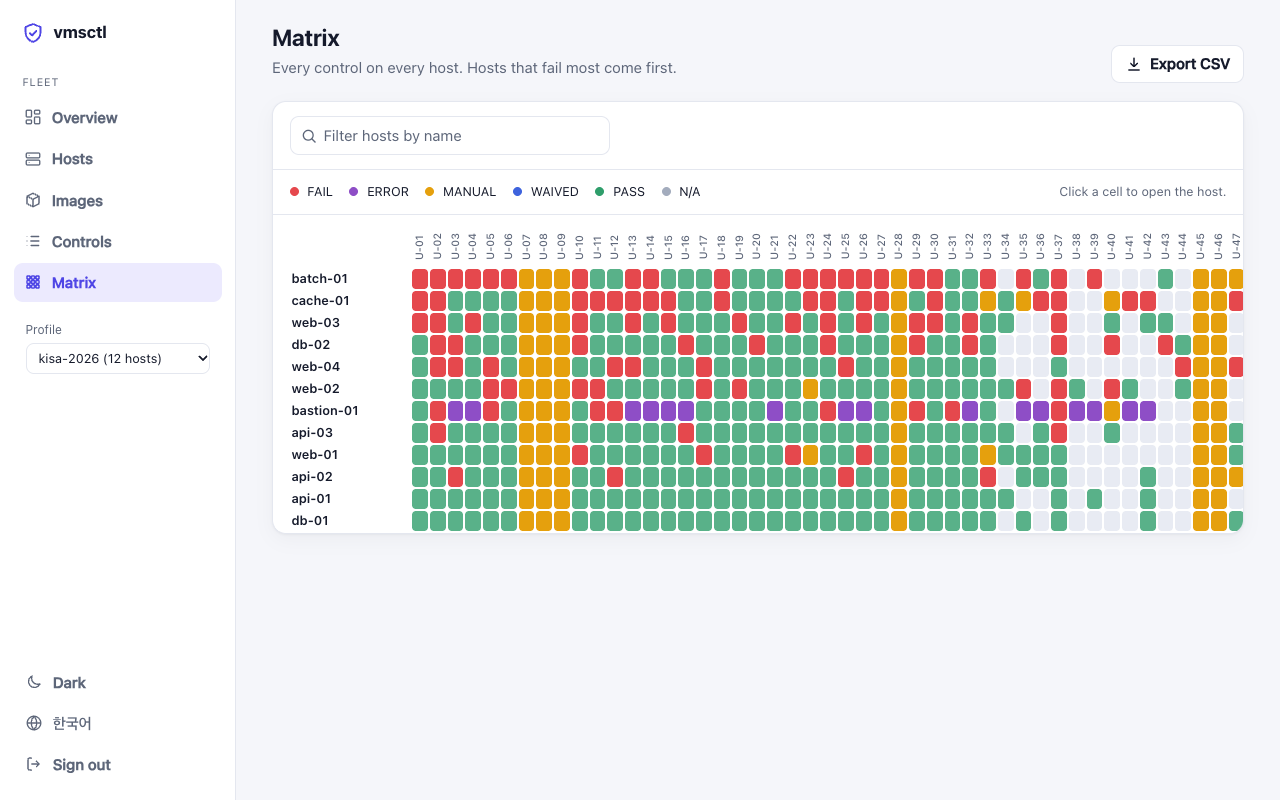 vmsctl
FLEET
Overview
Hosts
Images
Controls
Matrix
Profile
kisa-2026 (12 hosts)
Dark
한국어
Sign out
Matrix
Every control on every host. Hosts that fail most come first.
Export CSV
Filter hosts by name
FAIL ERROR MANUAL WAIVED PASS N/A
Click a cell to open the host.
U-01 U-02 U-03 U-04 U-05 U-06 U-07 U-08 U-09 U-10 U-11 U-12 U-13 U-14 U-15 U-16 U-17 U-18 U-19 U-20 U-21 U-22 U-23 U-24 U-25 U-26 U-27 U-28 U-29 U-30 U-31 U-32 U-33 U-34 U-35 U-36 U-37 U-38 U-39 U-40 U-41 U-42 U-43 U-44 U-45 U-46 U-47
batch-01
cache-01
web-03
db-02
web-04
web-02
bastion-01
api-03
web-01
api-02
api-01
db-01